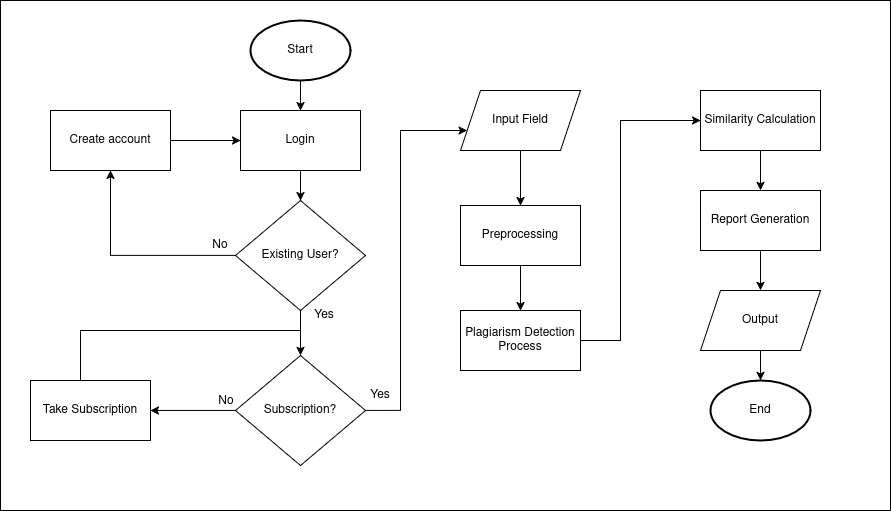 Start
Create account
Login
No
Existing User?
Yes
Take Subscription
No
Subscription?
Yes
Input Field
Preprocessing
Plagiarism Detection
Process
Similarity Calculation
Report Generation
Output
End